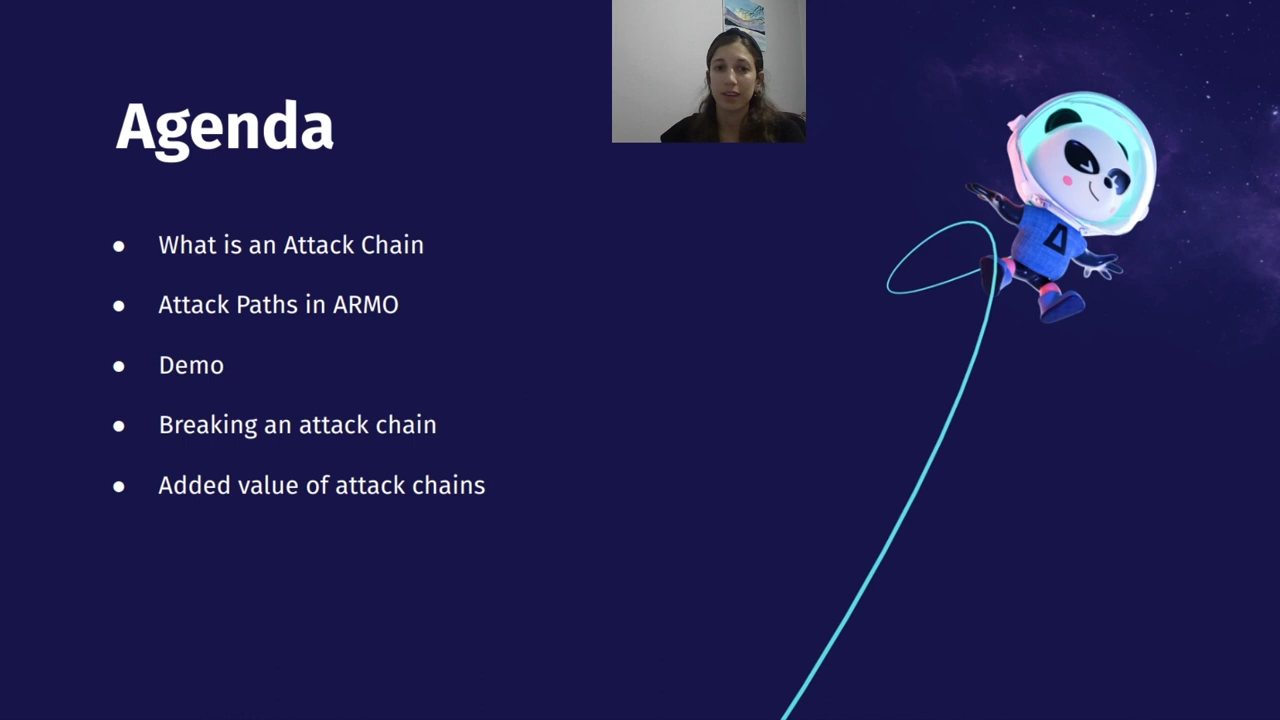 Agenda
● What is an Attack Chain
● Attack Paths in ARMO
● Demo
● Breaking an attack chain
● Added value of attack chains